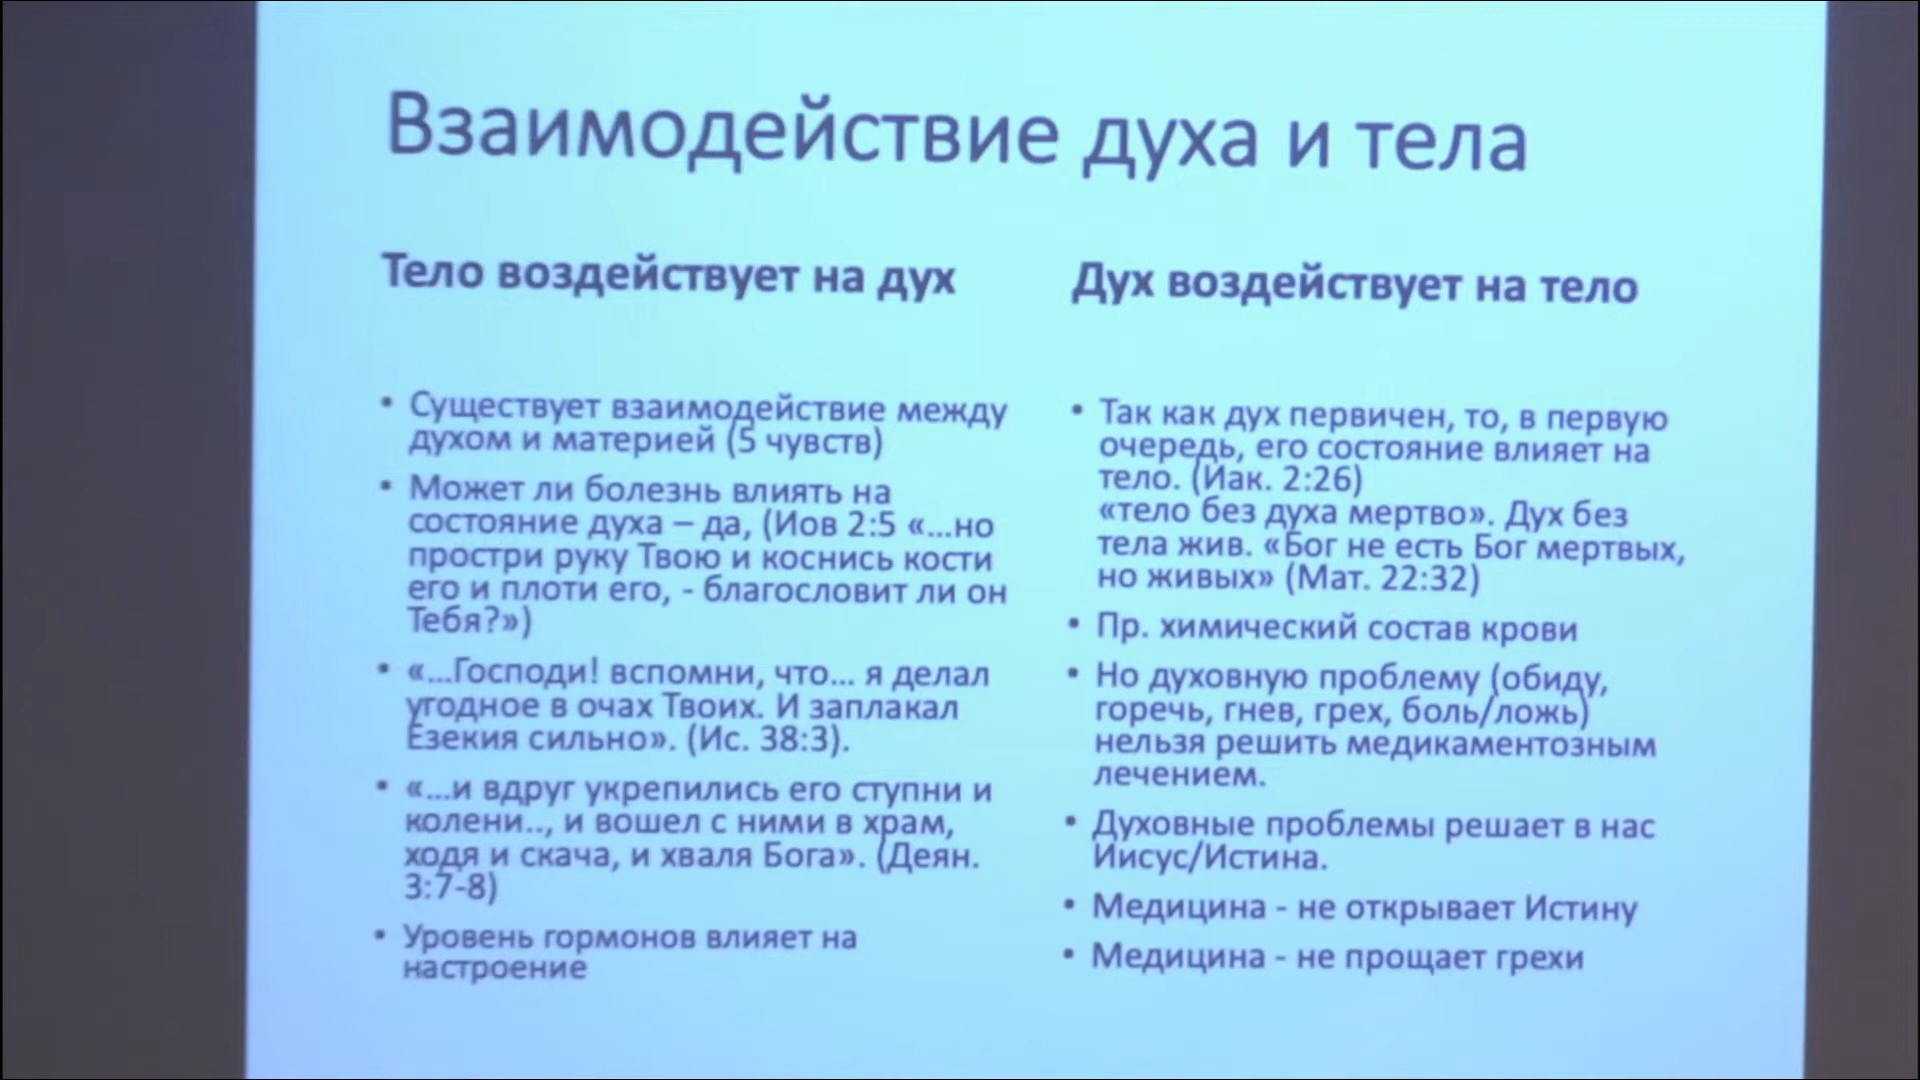 Взаимодействие духа и тела
Тело воздействует на дух
• Существует взаимодействие между
духом и материей (5 чувств)
• Может ли болезнь влиять на
состояние духа – да, (Иов 2:5 «...но
простри руку Твою и коснись кости
его и плоти его, - благословит ли он
Тебя?»)
• «...Господи! вспомни, что... я делал
угодное в очах Твоих. И заплакал
Езекия сильно». (Ис. 38:3).
• «...и вдруг укрепились его ступни и
колени.., и вошел с ними в храм,
ходя и скача, и хваля Бога». (Деян.
3:7-8)
• Уровень гормонов влияет на
настроение
Дух воздействует на тело
• Так как дух первичен, то, в первую
очередь, его состояние влияет на
тело. (Иак. 2:26)
«тело без духа мертво». Дух без
тела жив. «Бог не есть Бог мертвых,
но живых» (Мат. 22:32)
• Пр. химический состав крови
• Но духовную проблему (обиду,
горечь, гнев, грех, боль/ложь)
нельзя решить медикаментозным
лечением.
• Духовные проблемы решает в нас
Иисус/Истина.
• Медицина - не открывает Истину
• Медицина - не прощает грехи